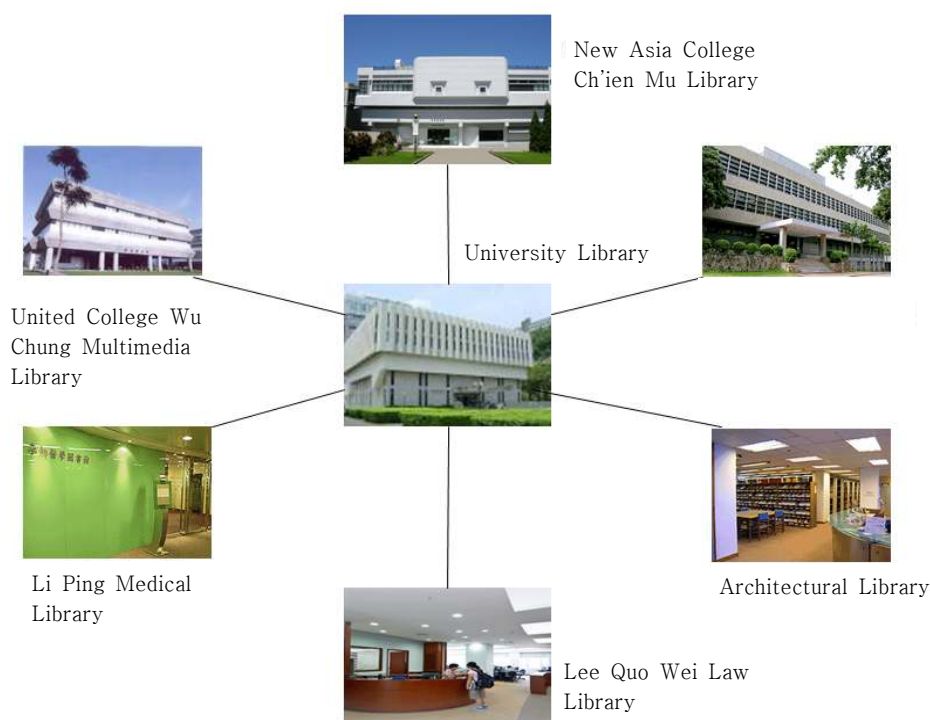 New Asia College
Ch'ien Mu Library
University Library
United College Wu
Chung Multimedia
Library
Li Ping Medical
Library
Architectural Library
Lee Quo Wei Law
Library